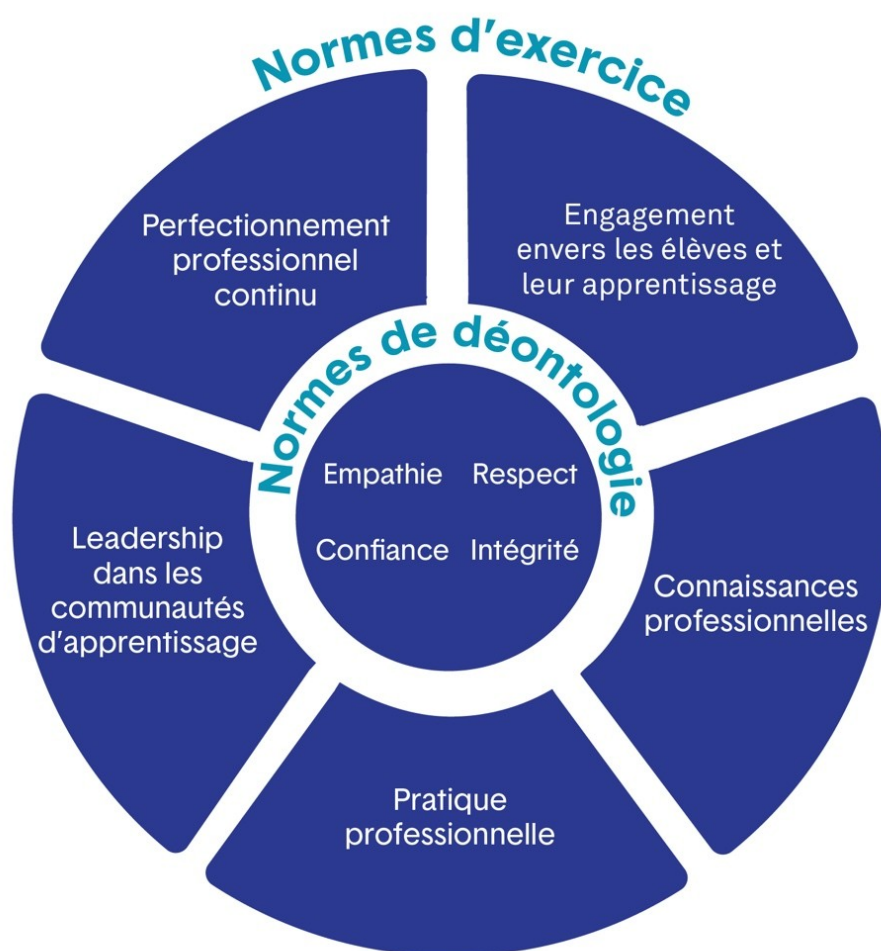 Normes d’exercice
Perfectionnement
professionnel
continu
Engagement
envers les élèves et
leur apprentissage
Normes de déontologie
Empathie Respect
Confiance Intégrité
Leadership
dans les
communautés
d’apprentissage
Connaissances
professionnelles
Pratique
professionnelle